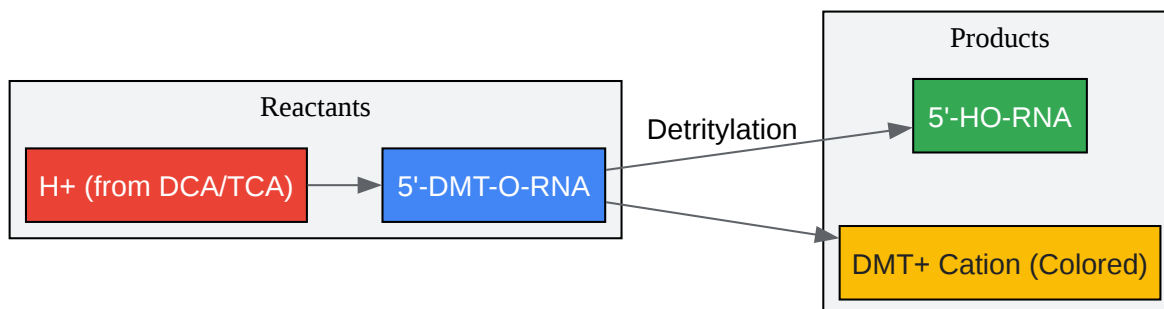 Reactants
H+ (from DCA/TCA)
5'-DMT-O-RNA
Detritylation
Products
5'-HO-RNA
DMT+ Cation (Colored)